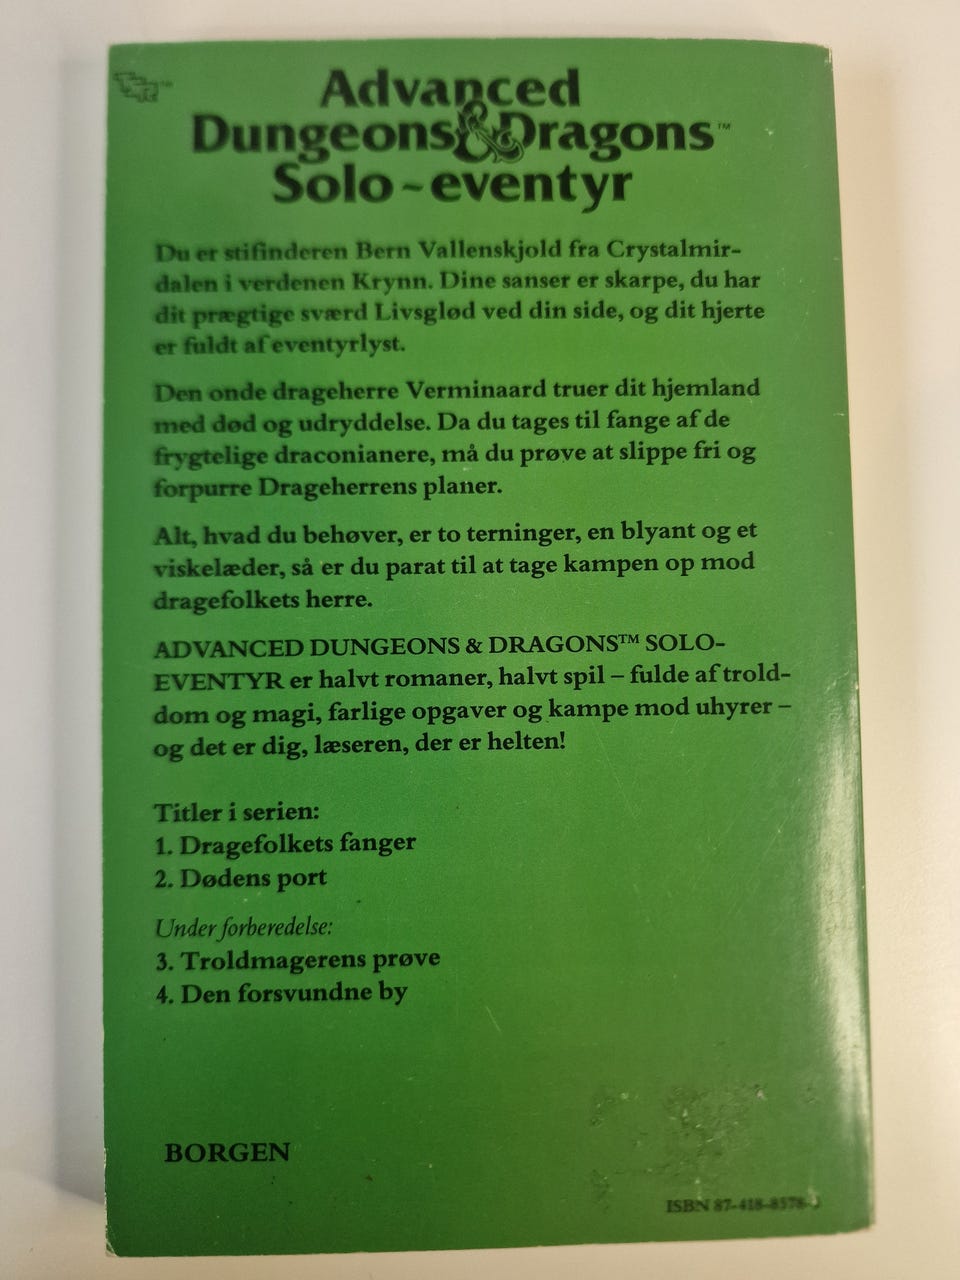 TSR™
Advanced
Dungeons & Dragons™
Solo-eventyr
Du er stifinderen Bern Vallenskjold fra Crystalmir-
dalen i verdenen Krynn. Dine sanser er skarpe, du har
dit prægtige sværd Livsglød ved din side, og dit hjerte
er fuldt af eventyrlyst.
Den onde drageherre Verminaard truer dit hjemland
med død og udryddelse. Da du tages til fange af de
frygtelige draconianere, må du prøve at slippe fri og
forpurre Drageherrens planer.
Alt, hvad du behøver, er to terninger, en blyant og et
viskelæder, så er du parat til at tage kampen op mod
dragefolkets herre.
ADVANCED DUNGEONS & DRAGONS™ SOLO-
EVENTYR er halvt romaner, halvt spil – fulde af trold-
dom og magi, farlige opgaver og kampe mod uhyrer –
og det er dig, læseren, der er helten!
Titler i serien:
1. Dragefolkets fanger
2. Dødens port
Under forberedelse:
3. Troldmagerens prøve
4. Den forsvundne by
BORGEN
ISBN